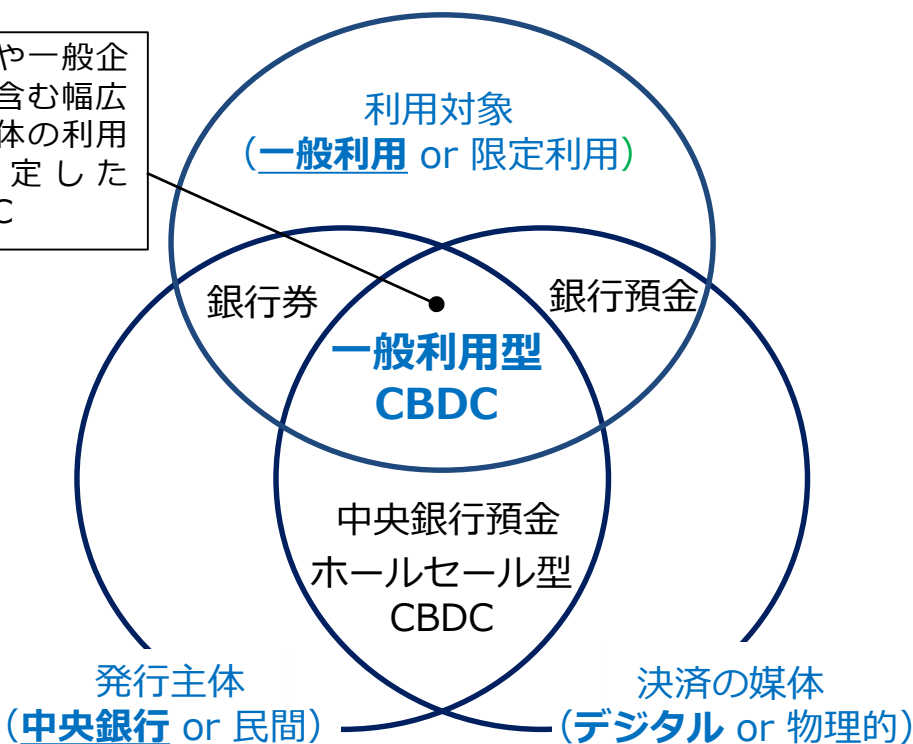 や一般企
含む幅広
体の利用
定した
C
利用対象
（一般利用 or 限定利用）
銀行券
銀行預金
一般利用型
CBDC
中央銀行預金
ホールセール型
CBDC
発行主体
（中央銀行 or 民間）
決済の媒体
（デジタル or 物理的）